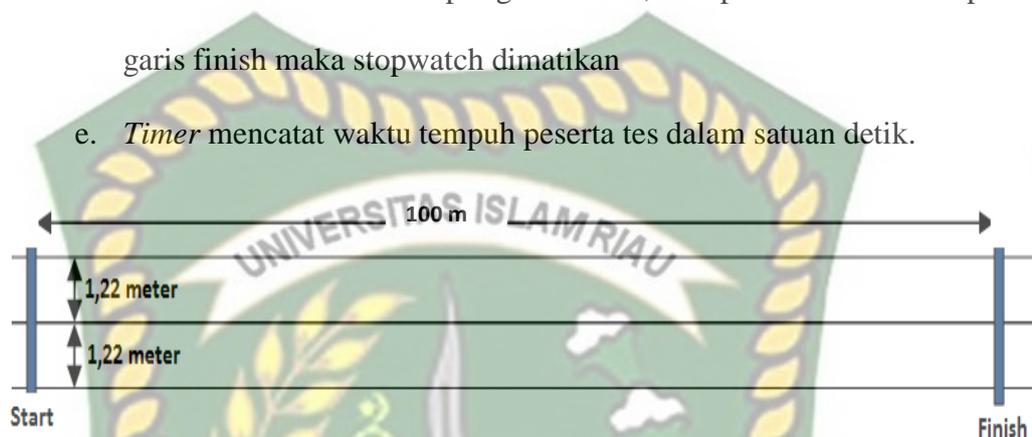 garis finish maka stopwatch dimatikan
e. Timer mencatat waktu tempuh peserta tes dalam satuan detik.
100 m
UNIVERSITAS ISLAM RIAU
1,22 meter
1,22 meter
Start
Finish